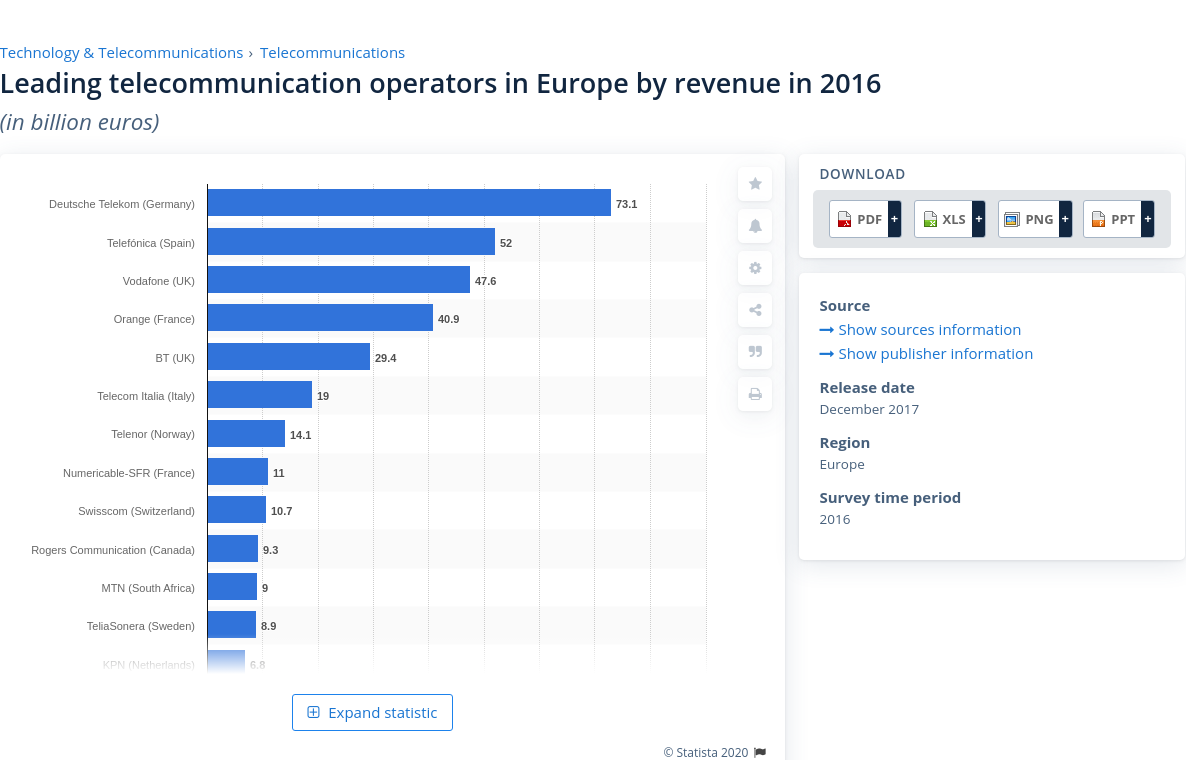 Technology & Telecommunications › Telecommunications
Leading telecommunication operators in Europe by revenue in 2016
(in billion euros)
Deutsche Telekom (Germany) 73.1
Telefónica (Spain) 52
Vodafone (UK) 47.6
Orange (France) 40.9
BT (UK) 29.4
Telecom Italia (Italy) 19
Telenor (Norway) 14.1
Numericable-SFR (France) 11
Swisscom (Switzerland) 10.7
Rogers Communication (Canada) 9.3
MTN (South Africa) 9
TeliaSonera (Sweden) 8.9
KPN (Netherlands) 6.8
Expand statistic
© Statista 2020
DOWNLOAD
PDF + XLS + PNG + PPT +
Source
Show sources information
Show publisher information
Release date
December 2017
Region
Europe
Survey time period
2016